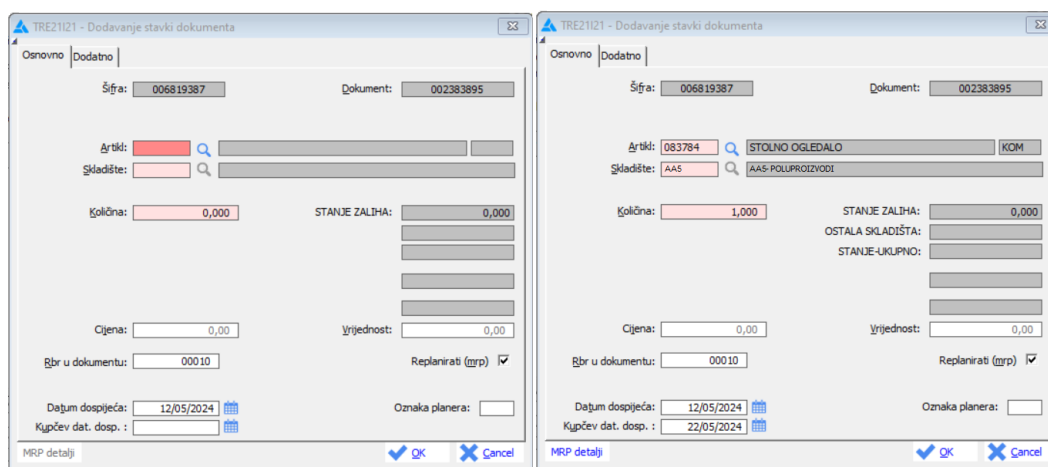 TRE21I21 - Dodavanje stavki dokumenta
Osnovno Dodatno
Šifra: 006819387 Dokument: 002383895
Artikl:
Skladište:
Količina: 0,000 STANJE ZALIHA: 0,000
Cijena: 0,00 Vrijednost: 0,00
Rbr u dokumentu: 00010 Replanirati (mrp)
Datum dospijeća: 12/05/2024 Oznaka planera:
Kupčev dat. dosp. :
MRP detalji OK Cancel
TRE21I21 - Dodavanje stavki dokumenta
Osnovno Dodatno
Šifra: 006819387 Dokument: 002383895
Artikl: 083784 STOLNO OGLEDALO KOM
Skladište: AA5 AA5-POLUPROIZVODI
Količina: 1,000 STANJE ZALIHA: 0,000
OSTALA SKLADIŠTA:
STANJE-UKUPNO:
Cijena: 0,00 Vrijednost: 0,00
Rbr u dokumentu: 00010 Replanirati (mrp)
Datum dospijeća: 12/05/2024 Oznaka planera:
Kupčev dat. dosp. : 22/05/2024
MRP detalji OK Cancel